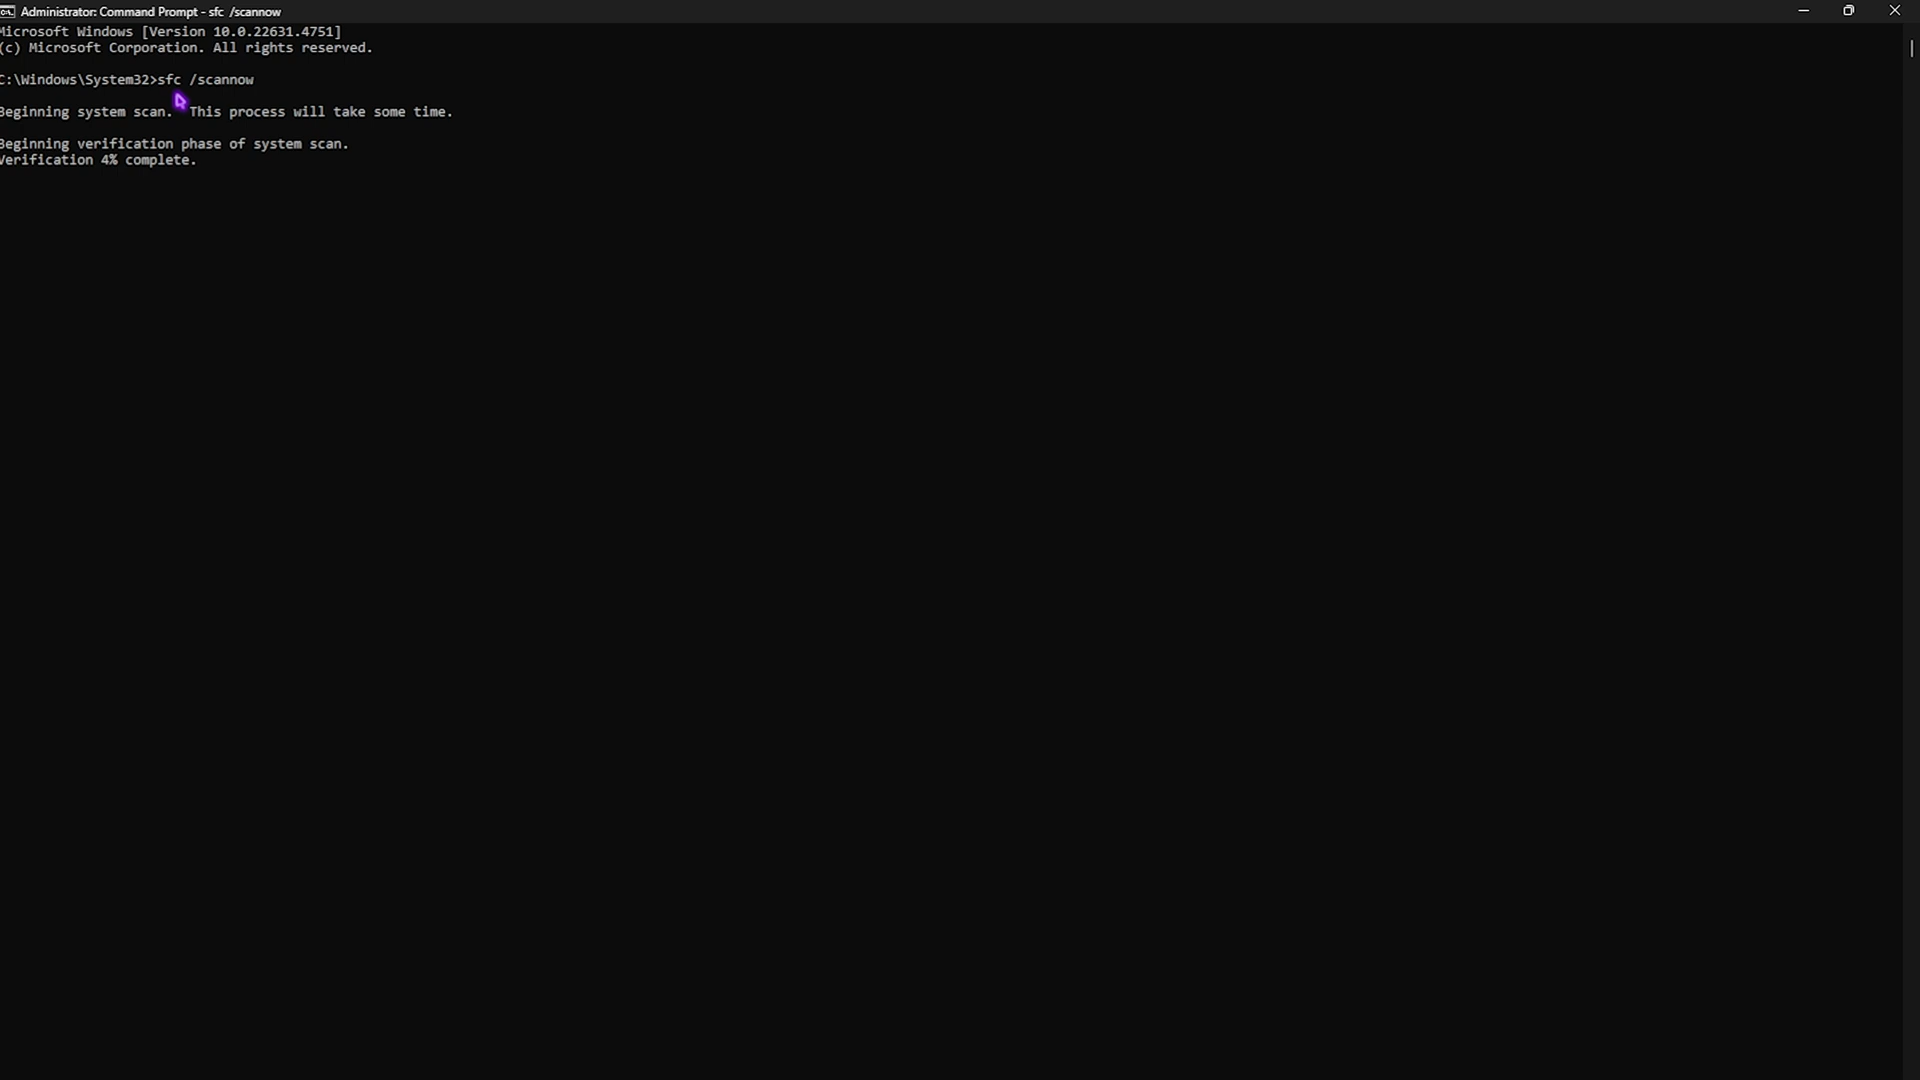 Administrator: Command Prompt - sfc /scannow
Microsoft Windows [Version 10.0.22631.4751]
(c) Microsoft Corporation. All rights reserved.
C:\Windows\System32>sfc /scannow
Beginning system scan. This process will take some time.
Beginning verification phase of system scan.
Verification 4% complete.